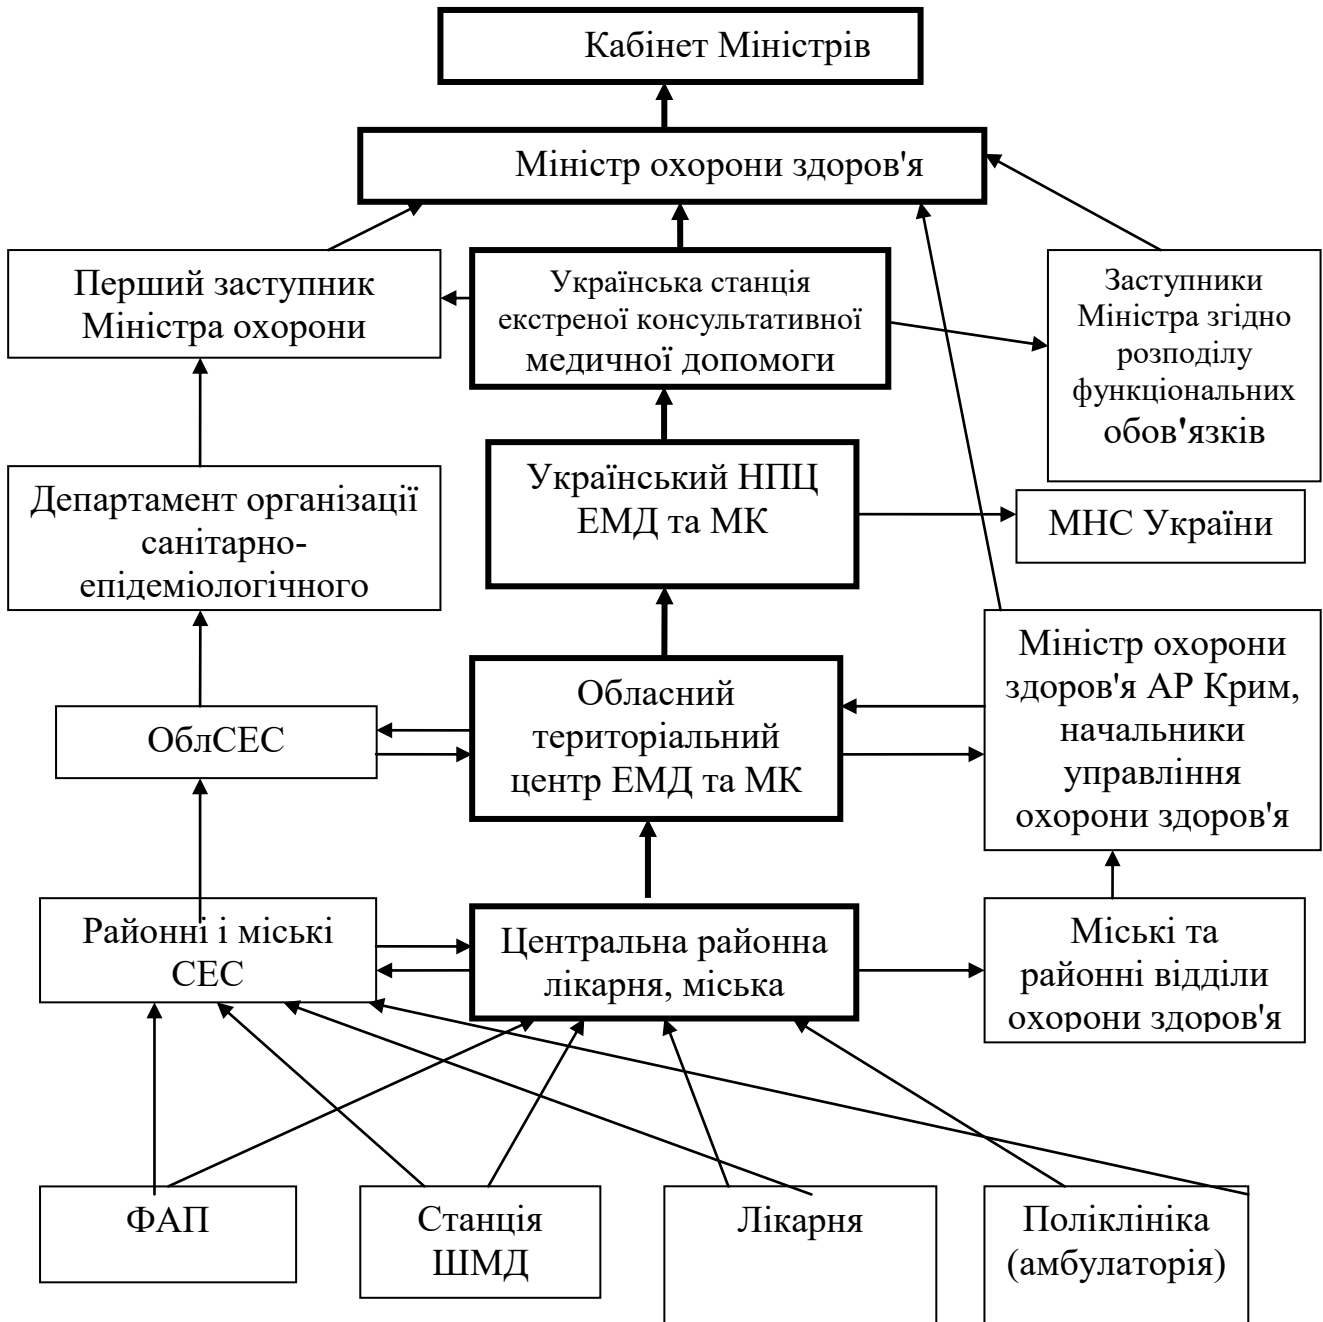 Кабінет Міністрів
Міністр охорони здоров'я
Перший заступник
Міністра охорони
Українська станція
екстреної консультативної
медичної допомоги
Заступники
Міністра згідно
розподілу
функціональних
обов'язків
Департамент організації
санітарно-
епідеміологічного
Український НПЦ
ЕМД та МК
МНС України
ОблСЕС
Обласний
територіальний
центр ЕМД та МК
Міністр охорони
здоров'я АР Крим,
начальники
управління
охорони здоров'я
Районні і міські
СЕС
Центральна районна
лікарня, міська
Міські та
районні відділи
охорони здоров'я
ФАП
Станція
ШМД
Лікарня
Поліклініка
(амбулаторія)